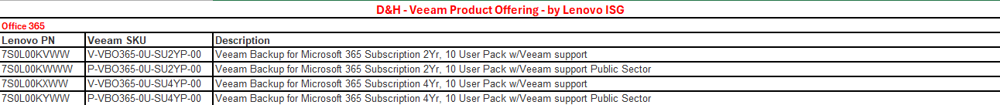 D&H - Veeam Product Offering - by Lenovo ISG
Office 365
Lenovo PN Veeam SKU Description
7S0L00KVWW V-VBO365-0U-SU2YP-00 Veeam Backup for Microsoft 365 Subscription 2Yr, 10 User Pack w/Veeam support
7S0L00KWWW P-VBO365-0U-SU2YP-00 Veeam Backup for Microsoft 365 Subscription 2Yr, 10 User Pack w/Veeam support Public Sector
7S0L00KXWW V-VBO365-0U-SU4YP-00 Veeam Backup for Microsoft 365 Subscription 4Yr, 10 User Pack w/Veeam support
7S0L00KYWW P-VBO365-0U-SU4YP-00 Veeam Backup for Microsoft 365 Subscription 4Yr, 10 User Pack w/Veeam support Public Sector